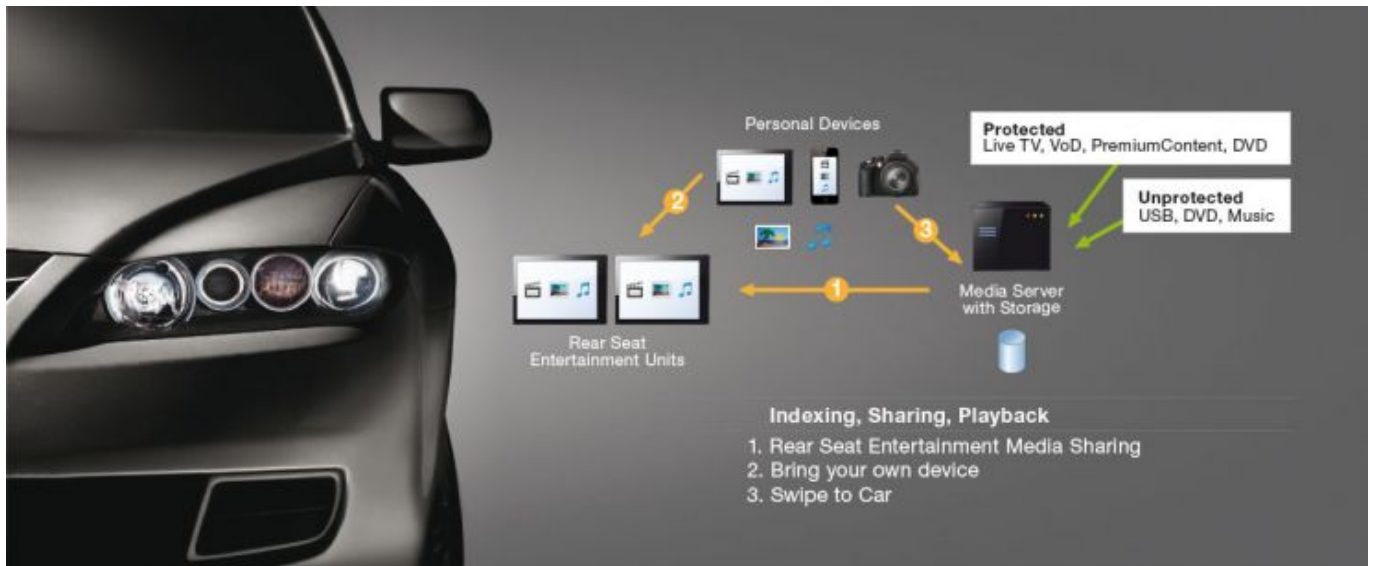 Personal Devices
Protected
Live TV, VoD, PremiumContent, DVD
Unprotected
USB, DVD, Music
2
3
1
Media Server
with Storage
Rear Seat
Entertainment Units
Indexing, Sharing, Playback
1. Rear Seat Entertainment Media Sharing
2. Bring your own device
3. Swipe to Car